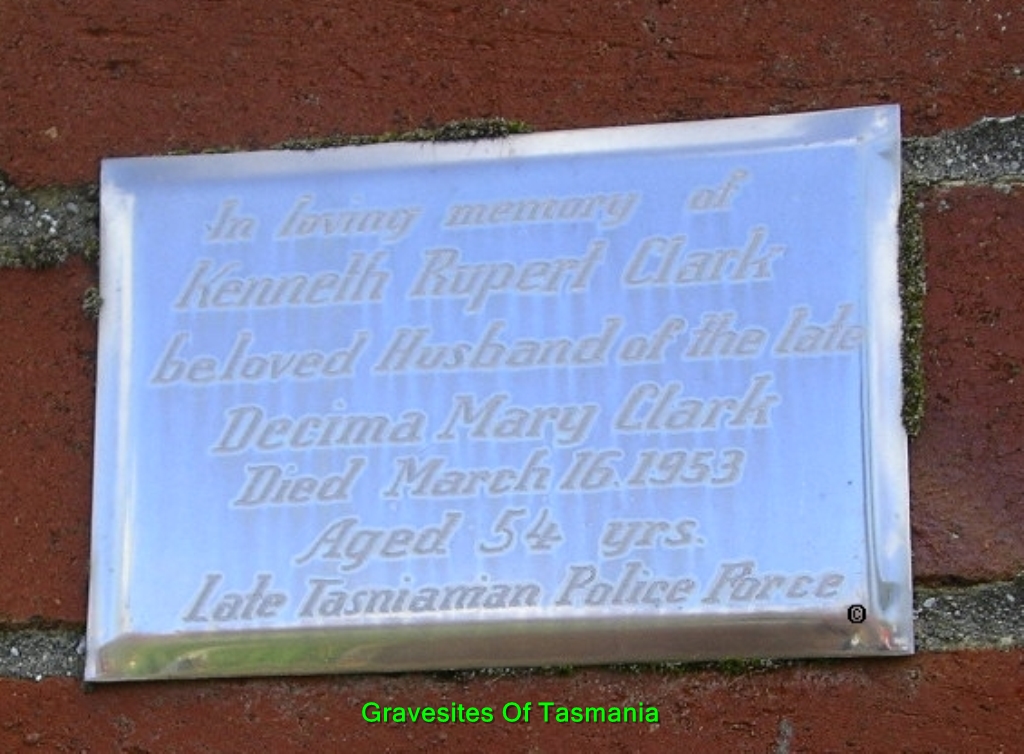 In loving memory of
Kenneth Rupert Clark
beloved Husband of the late
Decima Mary Clark
Died March 16.1953
Aged 54 yrs.
Late Tasniamian Police Force
©
Gravesites Of Tasmania